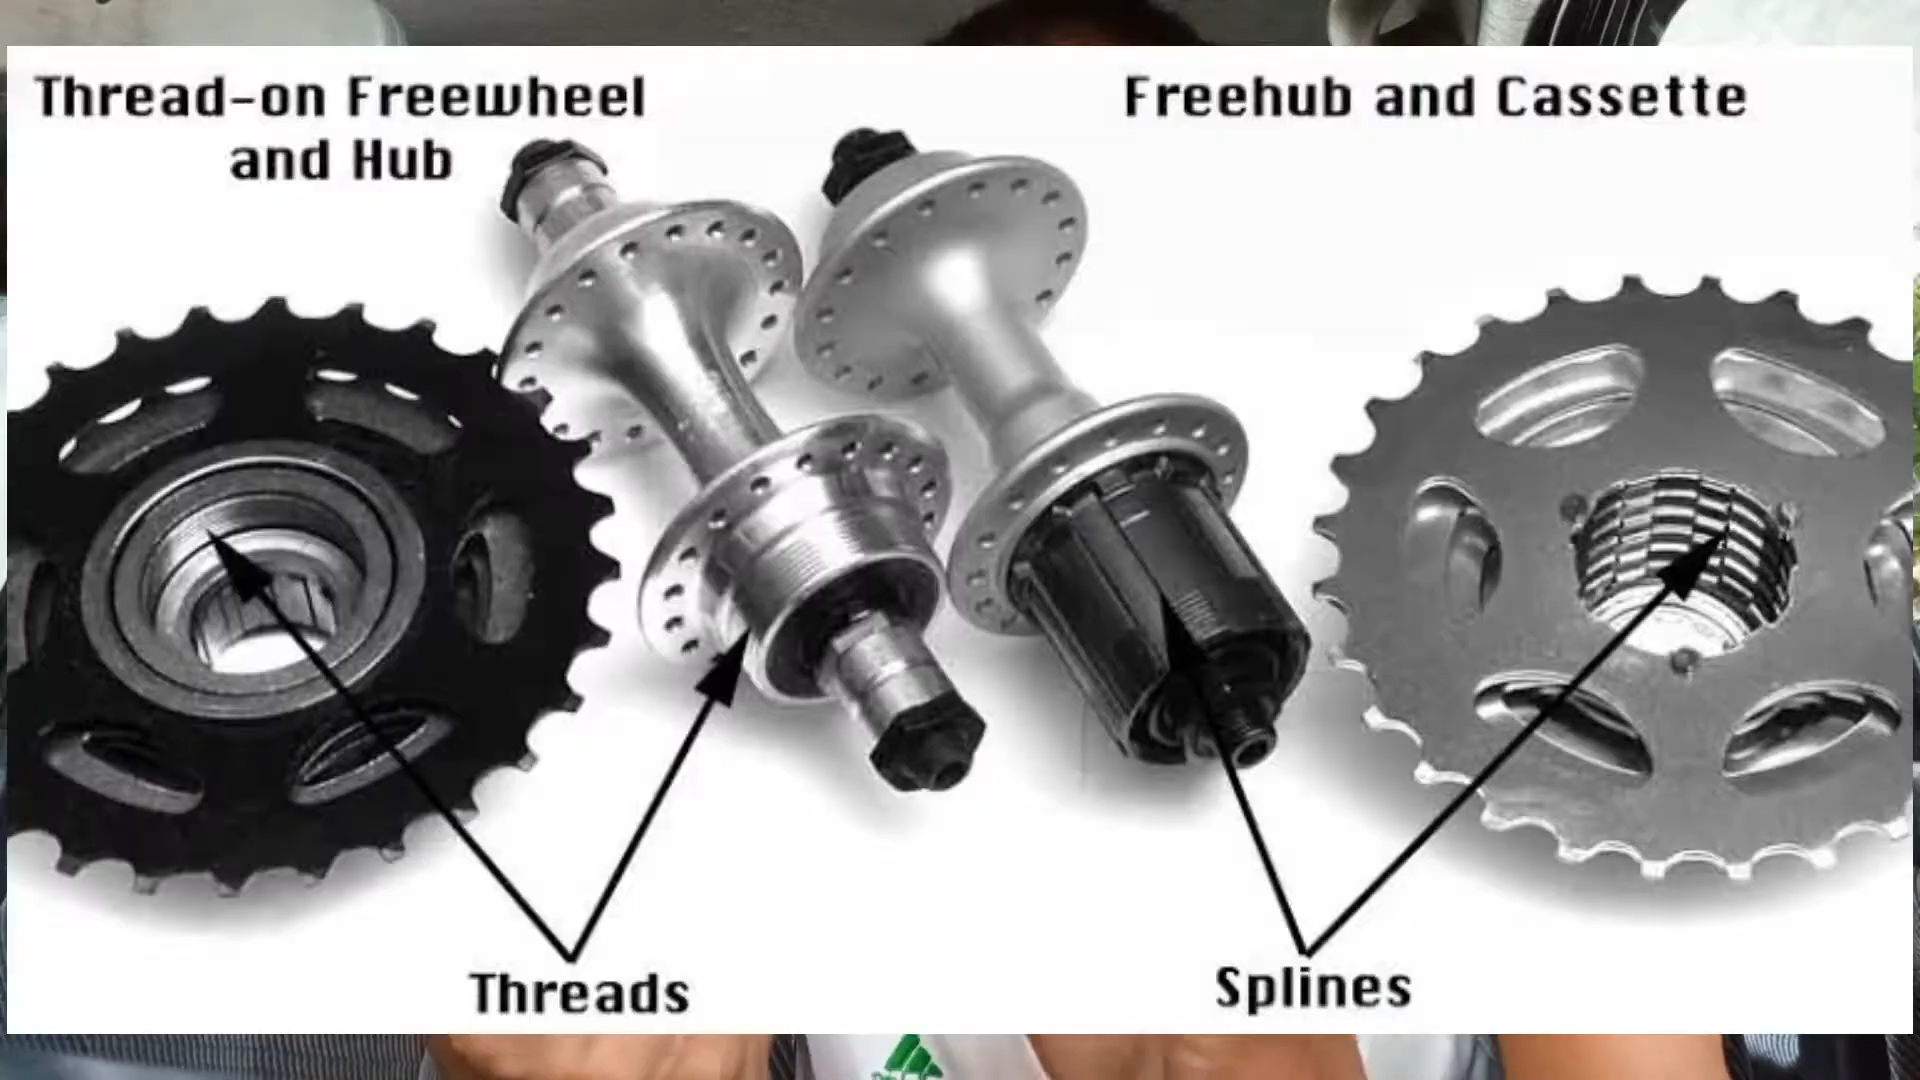 Thread-on Freewheel
and Hub
Freehub and Cassette
Threads
Splines